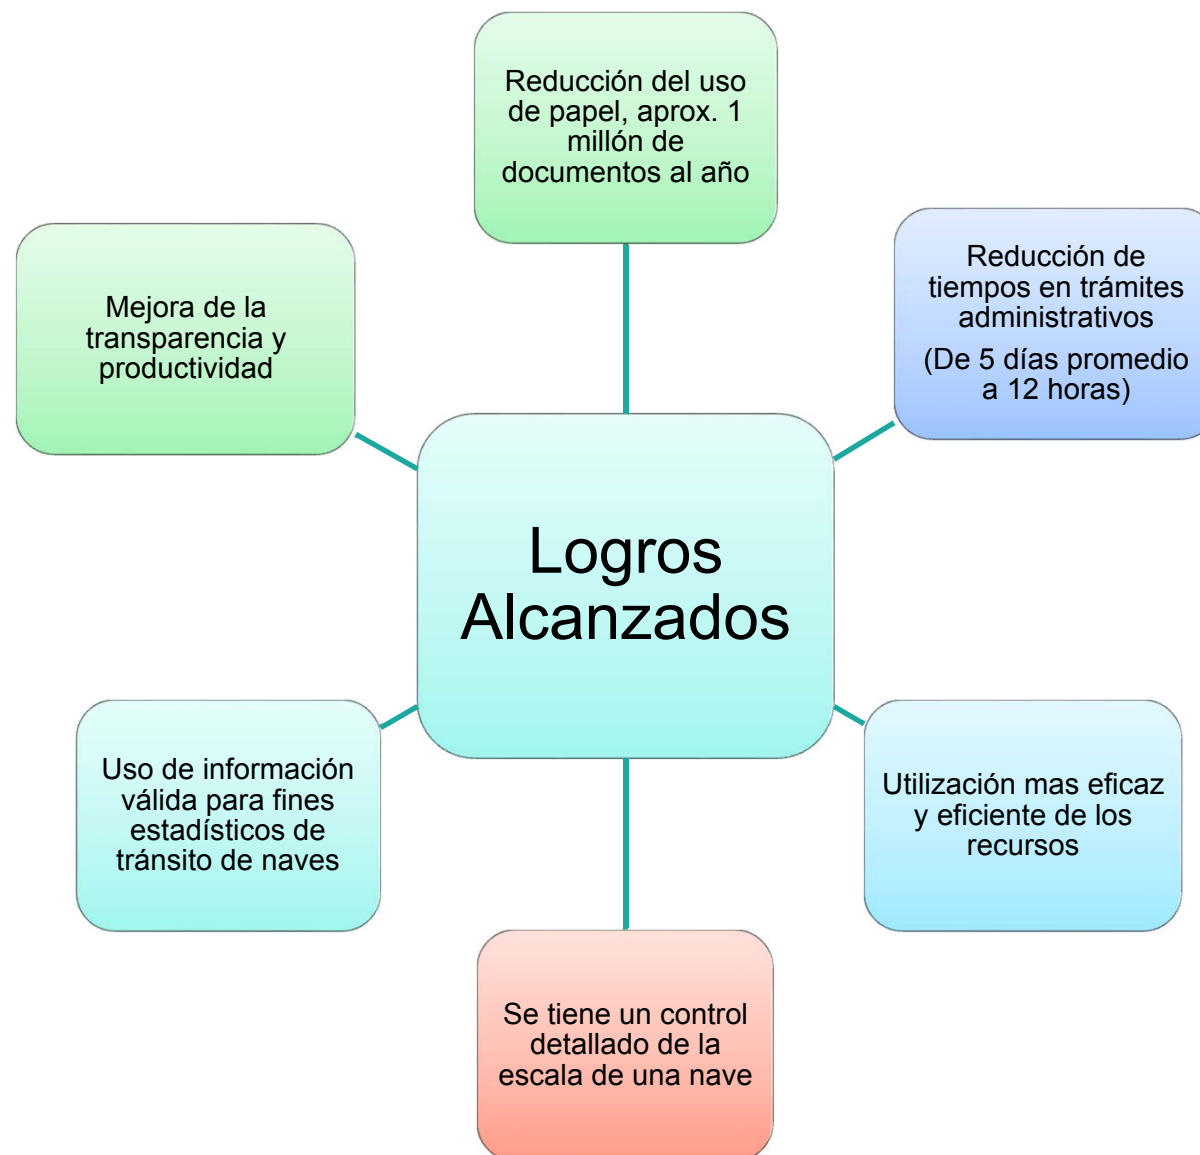 Reducción del uso
de papel, aprox. 1
millón de
documentos al año
Reducción de
tiempos en trámites
administrativos
(De 5 días promedio
a 12 horas)
Mejora de la
transparencia y
productividad
Logros
Alcanzados
Uso de información
válida para fines
estadísticos de
tránsito de naves
Utilización mas eficaz
y eficiente de los
recursos
Se tiene un control
detallado de la
escala de una nave